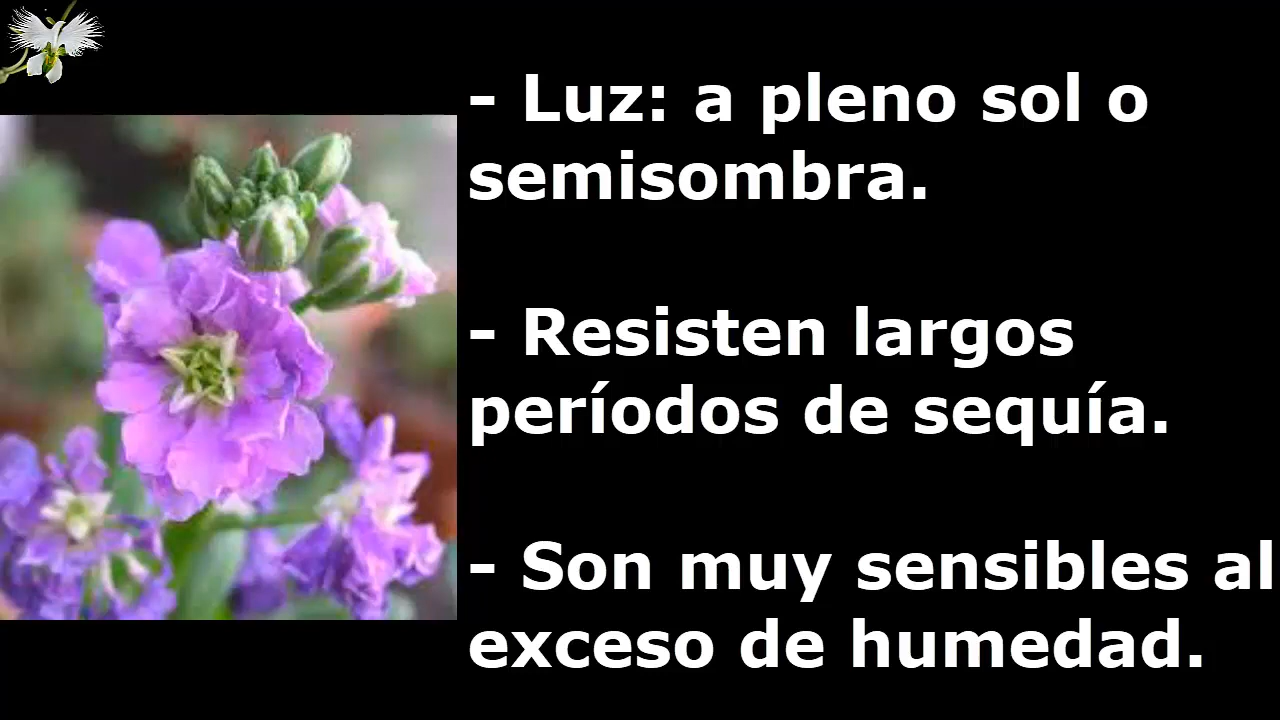 - Luz: a pleno sol o
semisombra.
- Resisten largos
períodos de sequía.
- Son muy sensibles al
exceso de humedad.